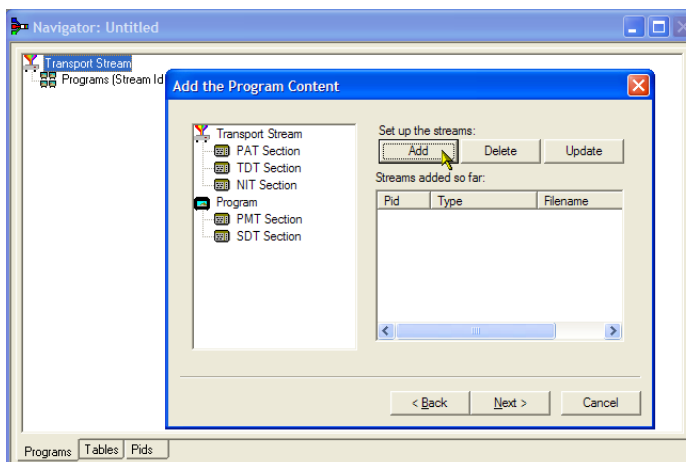 Navigator: Untitled
Transport Stream
Programs (Stream Id
Add the Program Content
Transport Stream
PAT Section
TDT Section
NIT Section
Program
PMT Section
SDT Section
Set up the streams:
Add Delete Update
Streams added so far:
Pid Type Filename
< Back Next > Cancel
Programs Tables Pids